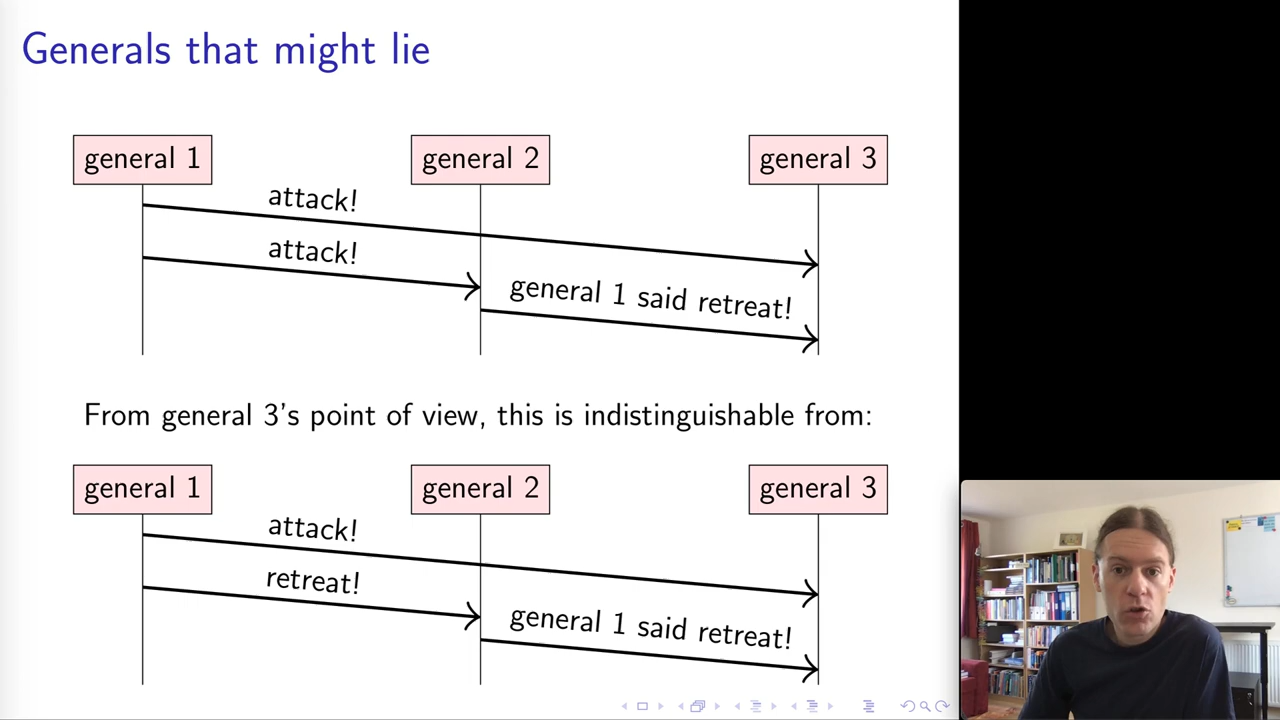 Generals that might lie
general 1
general 2
general 3
attack!
attack!
general 1 said retreat!
From general 3's point of view, this is indistinguishable from:
general 1
general 2
general 3
attack!
retreat!
general 1 said retreat!